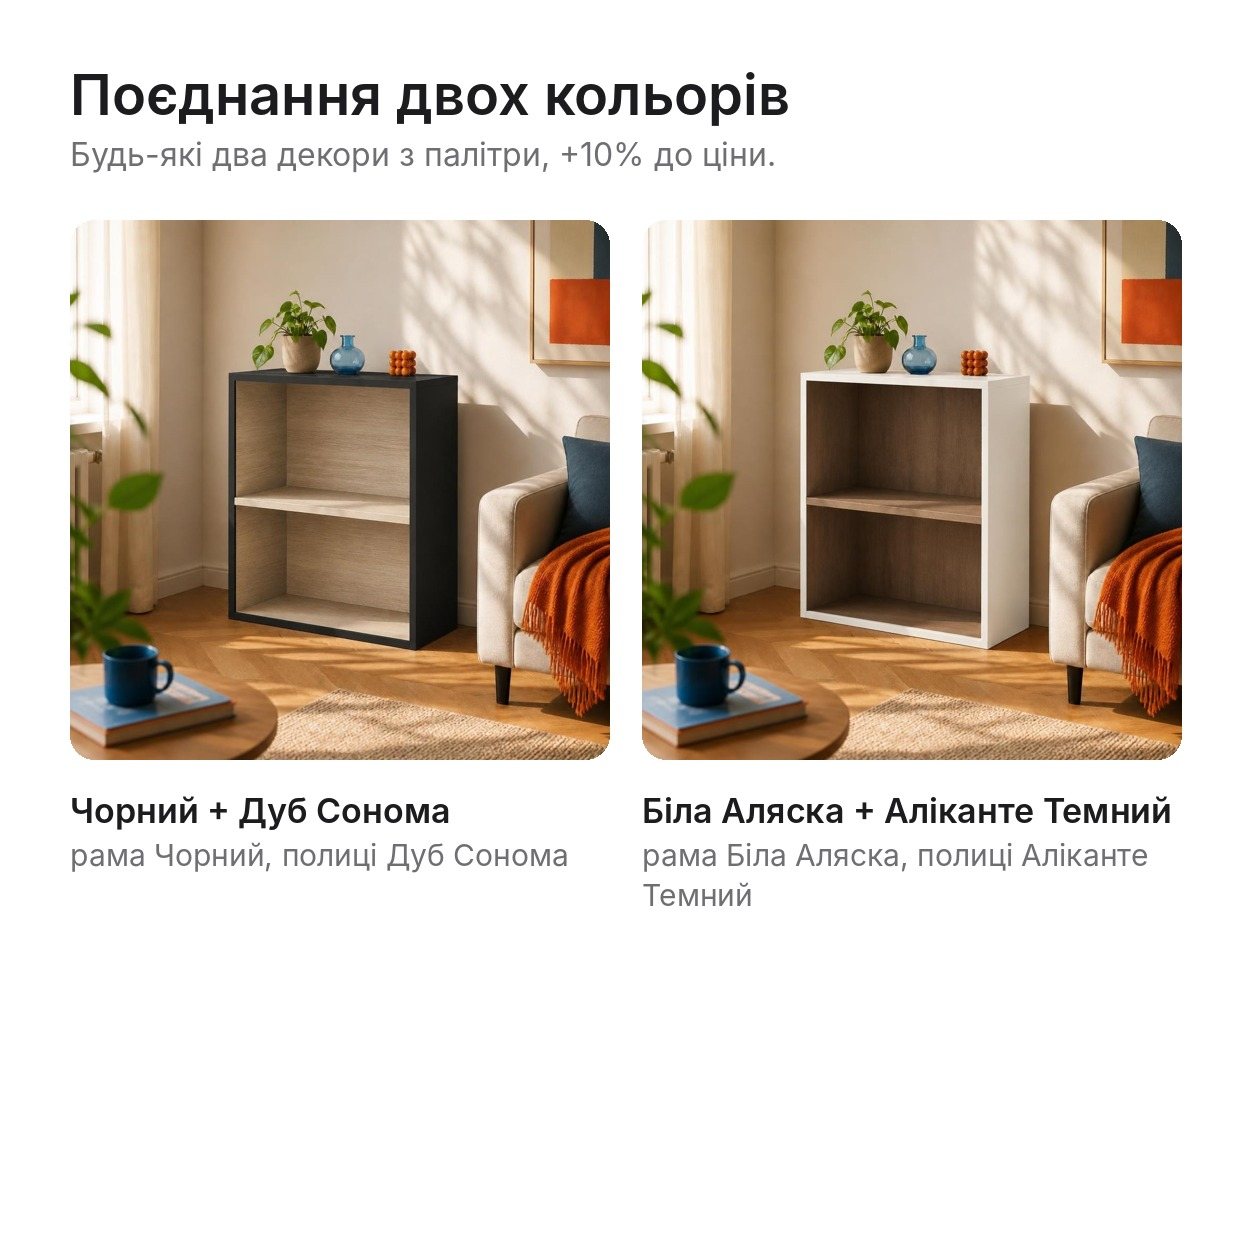 Поєднання двох кольорів
Будь-які два декори з палітри, +10% до ціни.
Чорний + Дуб Сонома
рама Чорний, полиці Дуб Сонома
Біла Аляска + Аліканте Темний
рама Біла Аляска, полиці Аліканте
Темний